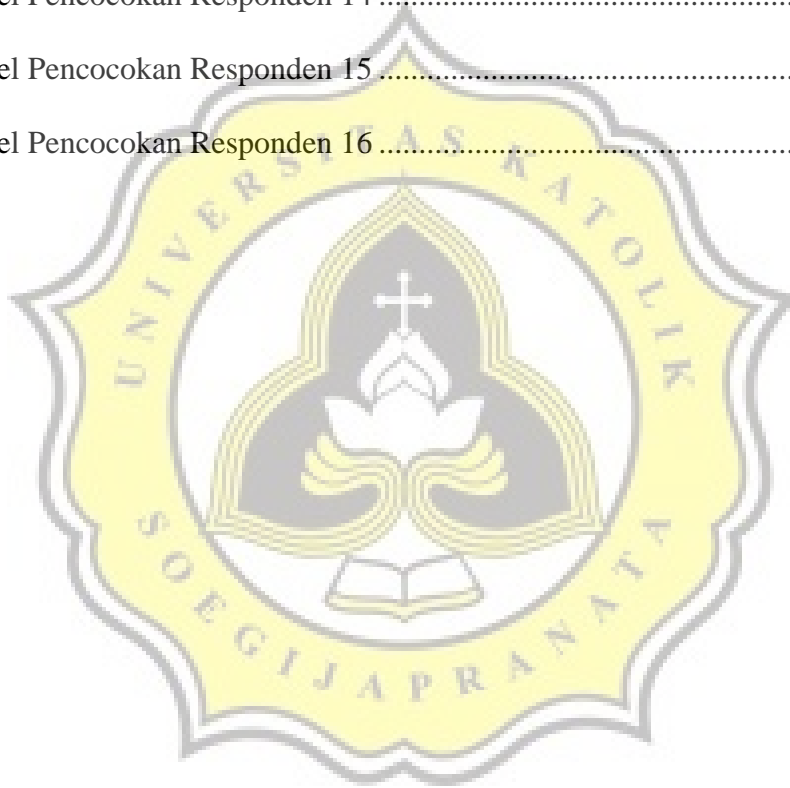 el Pencocokan Responden 14 ........................................................
el Pencocokan Responden 15 ........................................................
el Pencocokan Responden 16 ........................................................
UNIVERSITAS KATOLIK
SOEGIJAPRANATA